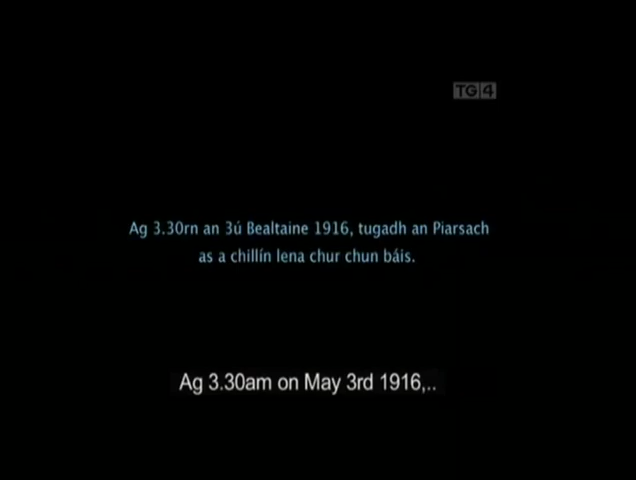 TG4
Ag 3.30rn an 3ú Bealtaine 1916, tugadh an Piarsach
as a chillín lena chur chun báis.
Ag 3.30am on May 3rd 1916,..